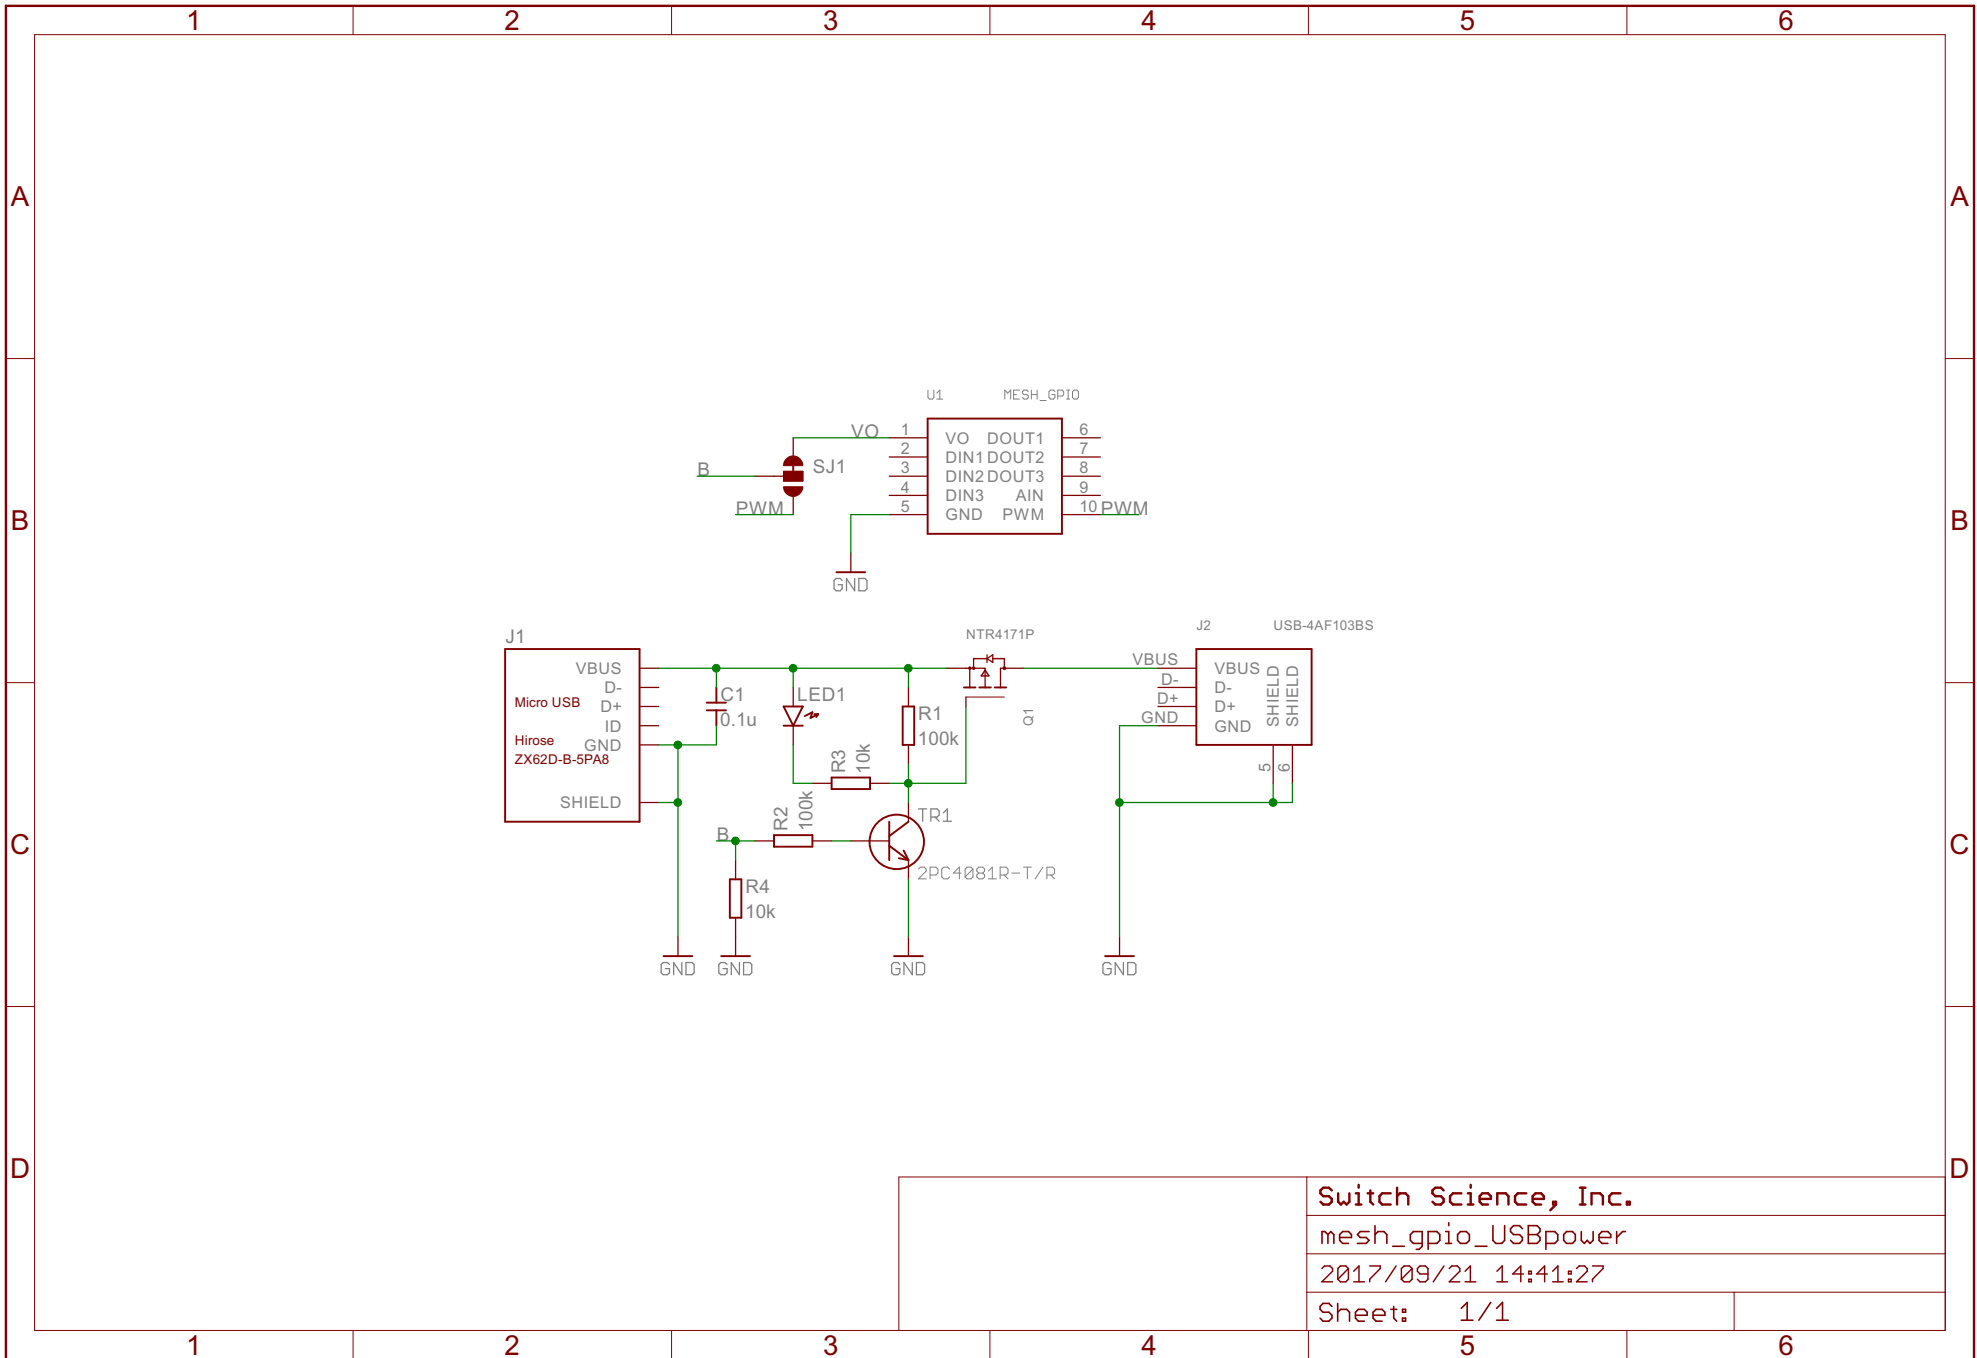 1 2 3 4 5 6
A A
U1 MESH_GPIO
VO 1 VO DOUT1 6
2 DIN1 DOUT2 7
B SJ1 3 DIN2 DOUT3 8
4 DIN3 AIN 9
PWM 5 GND PWM 10 PWM
B B
GND
J1 NTR4171P J2 USB-4AF103BS
VBUS VBUS VBUS SHIELD SHIELD
D- D- D-
Micro USB D+ C1 LED1 D+ D+
ID 0.1u R1 Q1 GND GND
Hirose GND 100k
ZX62D-B-5PA8 R3 10k 5 6
SHIELD R2 100k TR1
C B C
2PC4081R-T/R
R4
10k
GND GND GND GND
D D
Switch Science, Inc.
mesh_gpio_USBpower
2017/09/21 14:41:27
Sheet: 1/1
1 2 3 4 5 6